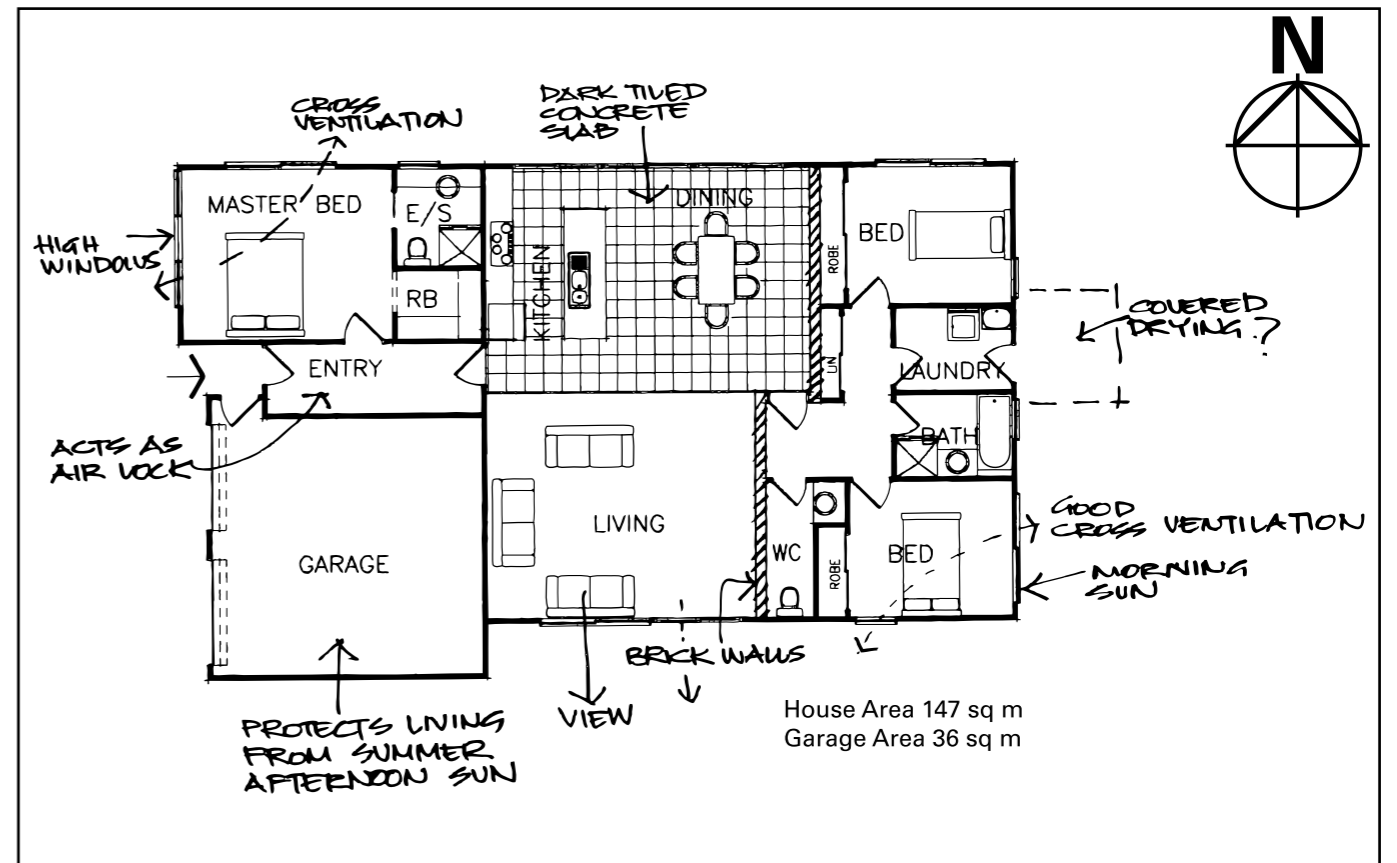 N
CROSS
VENTILATION
DARK TILED
CONCRETE
SLAB
MASTER BED
E/S
DINING
BED
HIGH
WINDOWS
KITCHEN
ROBE
RB
COVERED
DRYING?
ENTRY
LIN
LAUNDRY
ACTS AS
AIR LOCK
BATH
GOOD
CROSS VENTILATION
LIVING
GARAGE
WC
ROBE
BED
MORNING
SUN
BRICK WALLS
VIEW
PROTECTS LIVING
FROM SUMMER
AFTERNOON SUN
House Area 147 sq m
Garage Area 36 sq m